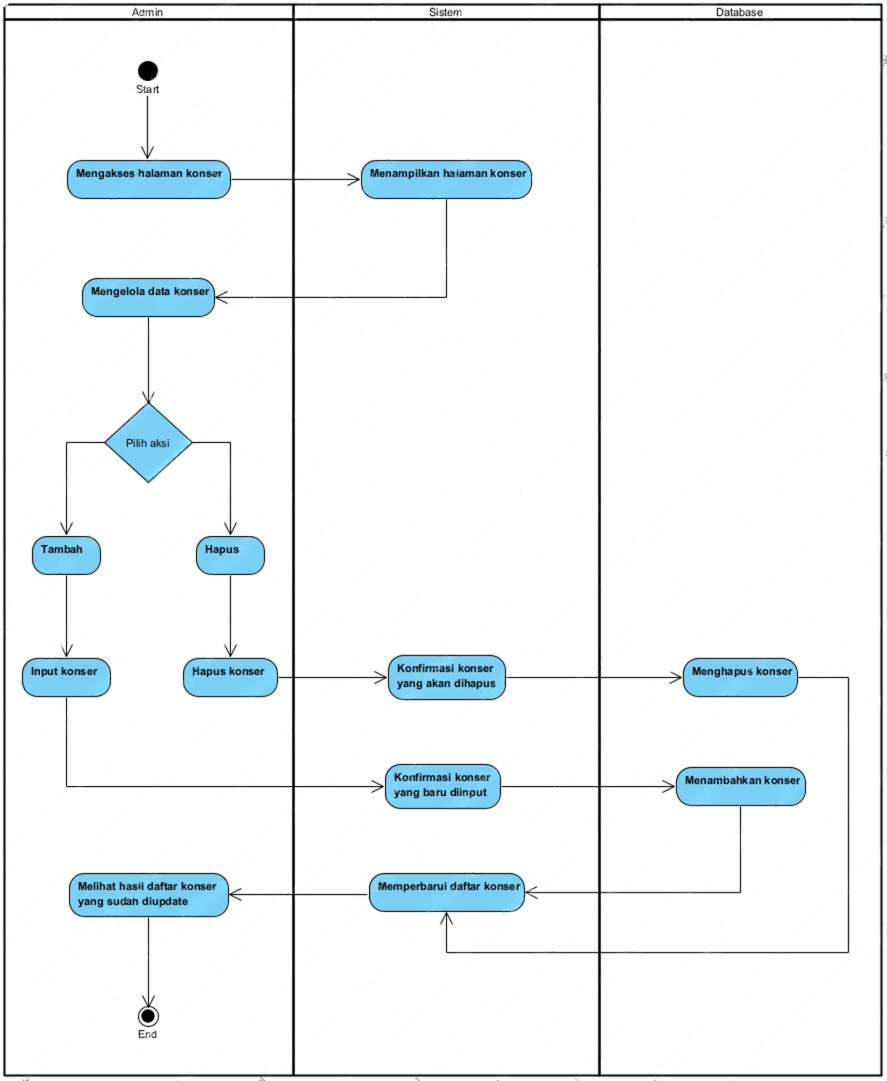 Admin
Sistem
Database
Start
Mengakses halaman konser
Menampilkan halaman konser
Mengelola data konser
Pilih aksi
Tambah
Hapus
Input konser
Hapus konser
Konfirmasi konser
yang akan dihapus
Menghapus konser
Konfirmasi konser
yang baru diinput
Menambahkan konser
Melihat hasil daftar konser
yang sudah diupdate
Memperbarui daftar konser
End